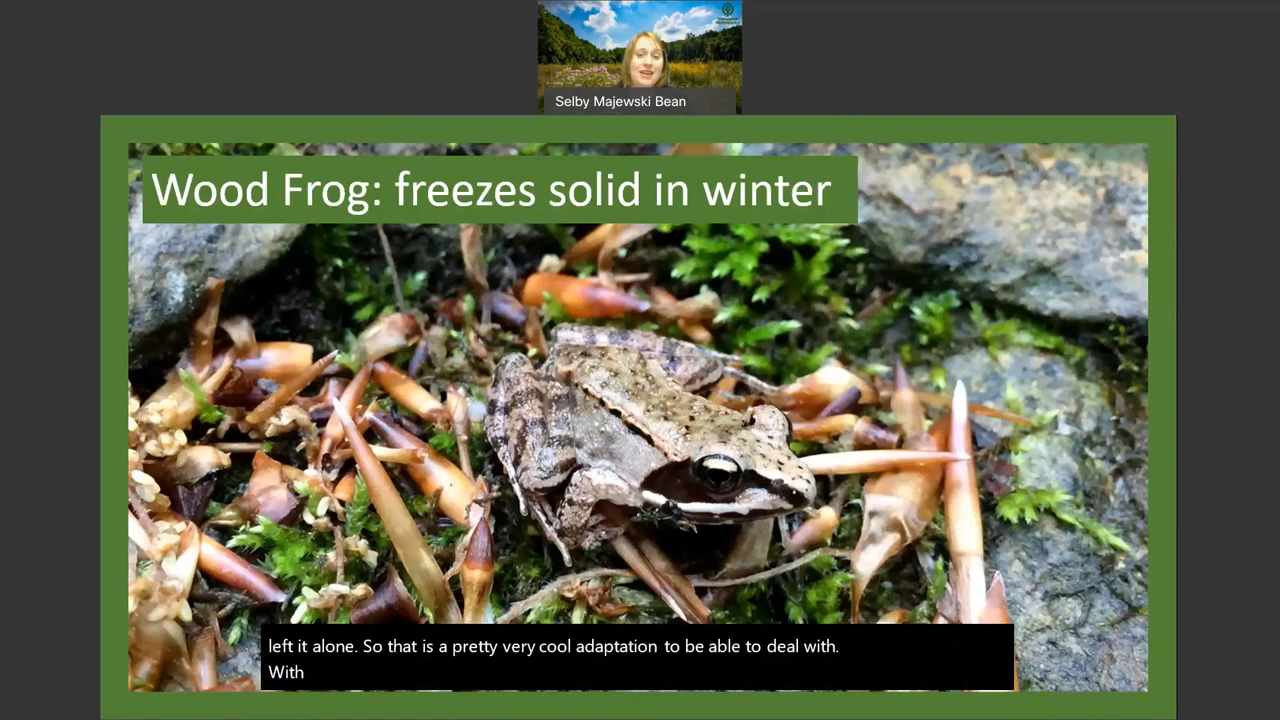 Selby Majewski Bean
Wood Frog: freezes solid in winter
left it alone. So that is a pretty very cool adaptation to be able to deal with.
With